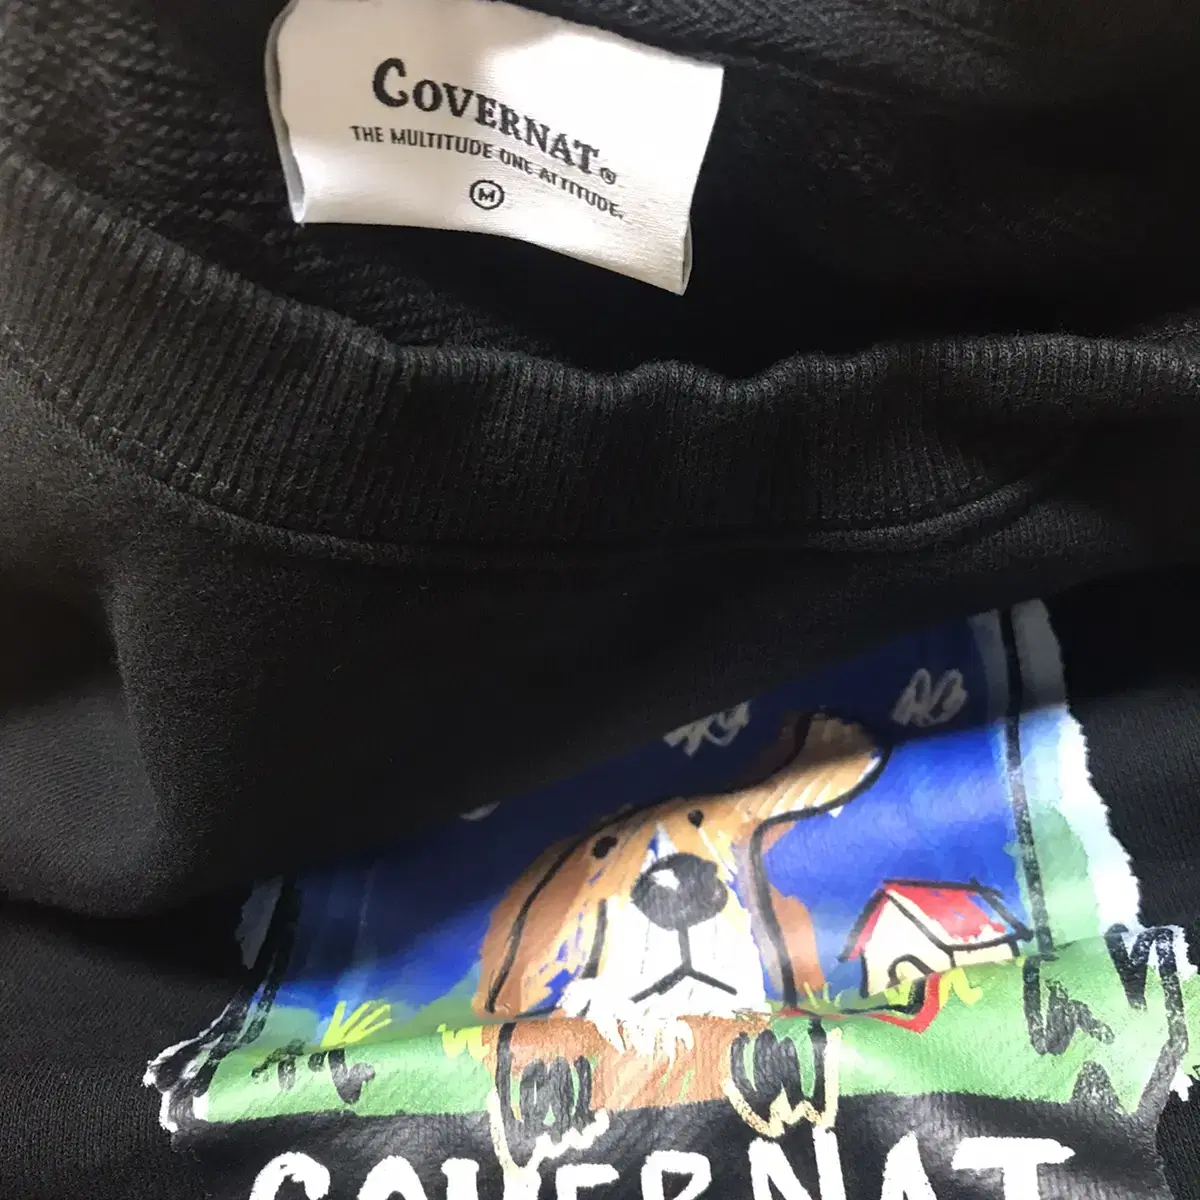 COVERNAT®
THE MULTITUDE ONE ATTITUDE.
M
COVERNAT